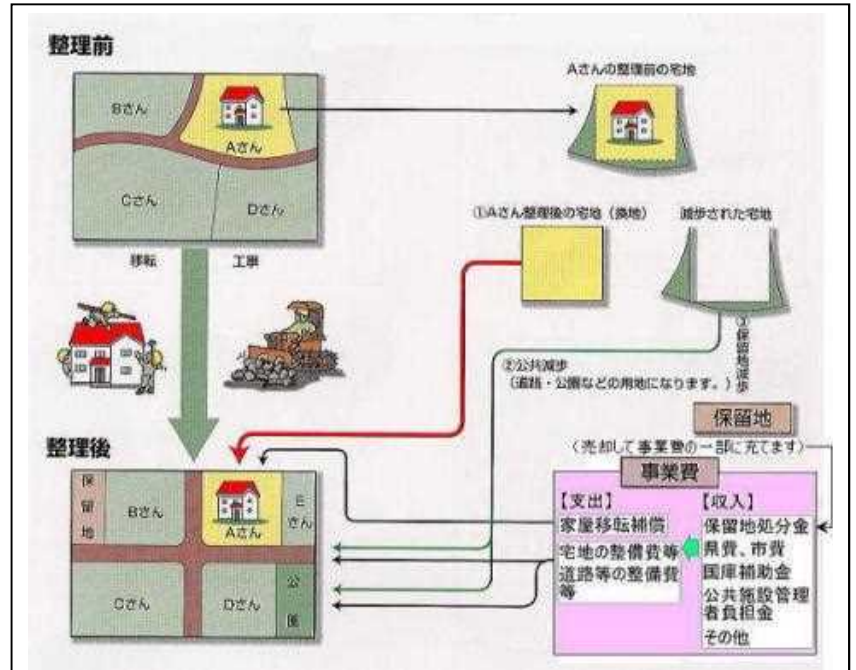 整理前
Aさんの整理前の宅地
Bさん
Aさん
Cさん
Dさん
移転
工事
①Aさん整理後の宅地（換地）
減歩された宅地
②公共減歩
（道路・公園などの用地になります。）
③保留地減歩
保留地
（売却して事業費の一部に充てます）
整理後
保留地
Bさん
Aさん
Eさん
Cさん
Dさん
公園
事業費
【支出】
家屋移転補償
宅地の整備費等
道路等の整備費
等
【収入】
保留地処分金
県費、市費
国庫補助金
公共施設管理
者負担金
その他